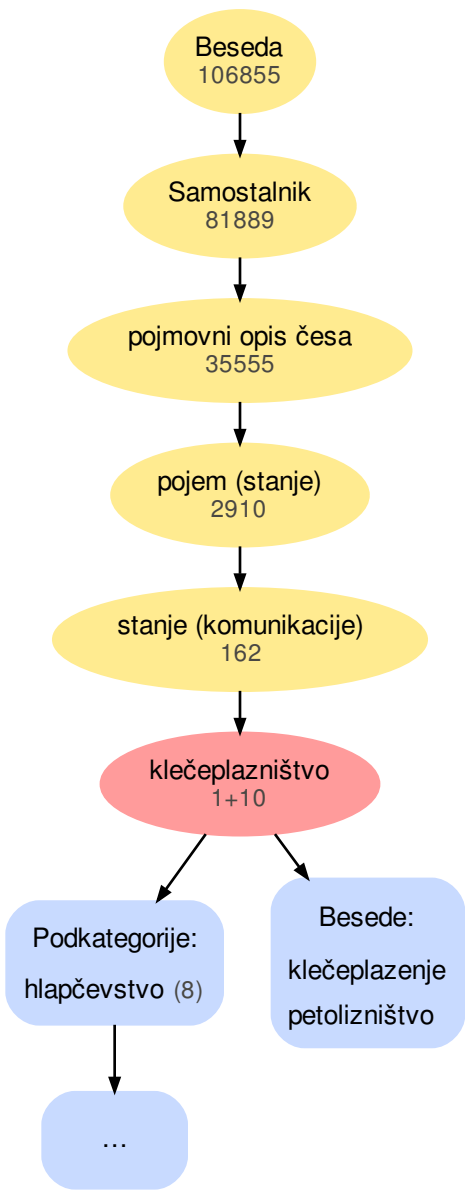 Beseda
106855
Samostalnik
81889
pojmovni opis česa
35555
pojem (stanje)
2910
stanje (komunikacije)
162
klečeplazništvo
1+10
Podkategorije:
hlapčevstvo (8)
Besede:
klečeplazenje
petolizništvo
...